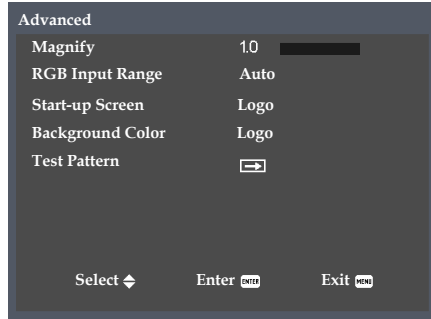 Advanced
Magnify 1.0
RGB Input Range Auto
Start-up Screen Logo
Background Color Logo
Test Pattern
Select Enter ENTER Exit MENU